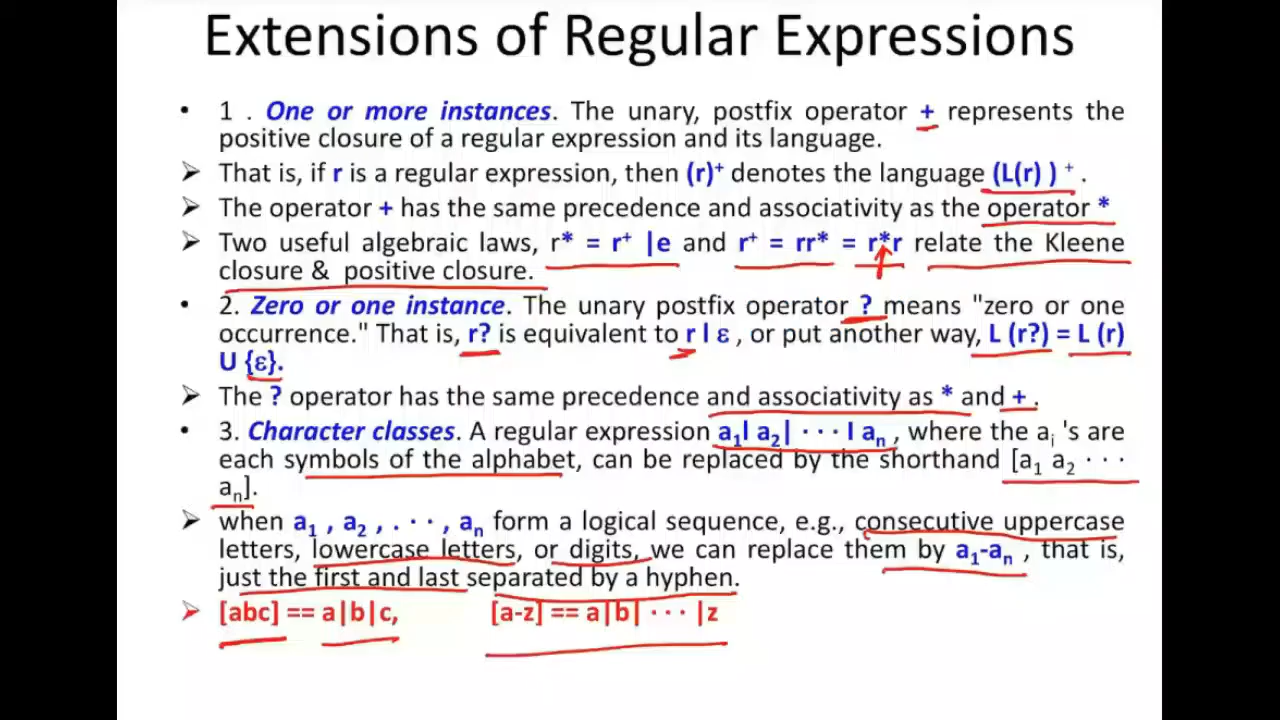 Extensions of Regular Expressions
• 1 . One or more instances. The unary, postfix operator + represents the
positive closure of a regular expression and its language.
➢ That is, if r is a regular expression, then (r)⁺ denotes the language (L(r) ) ⁺ .
➢ The operator + has the same precedence and associativity as the operator *
➢ Two useful algebraic laws, r* = r⁺ |e and r⁺ = rr* = r*r relate the Kleene
closure & positive closure.
• 2. Zero or one instance. The unary postfix operator ? means "zero or one
occurrence." That is, r? is equivalent to r l ε , or put another way, L (r?) = L (r)
U {ε}.
➢ The ? operator has the same precedence and associativity as * and + .
• 3. Character classes. A regular expression a₁l a₂| · · · l aₙ , where the aᵢ 's are
each symbols of the alphabet, can be replaced by the shorthand [a₁ a₂ · · ·
aₙ].
➢ when a₁ , a₂ , . · · , aₙ form a logical sequence, e.g., consecutive uppercase
letters, lowercase letters, or digits, we can replace them by a₁-aₙ , that is,
just the first and last separated by a hyphen.
➢ [abc] == a|b|c, [a-z] == a|b| · · · |z